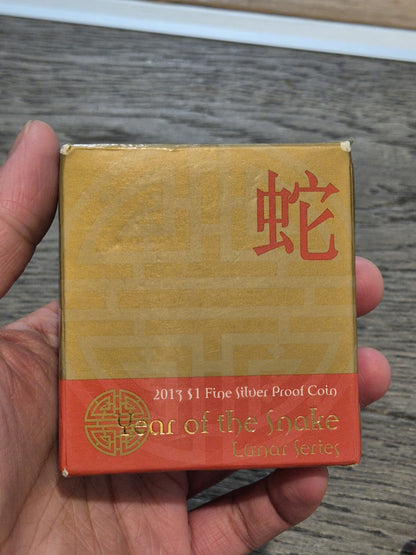 蛇
2013 $1 Fine Silver Proof Coin
Year of the Snake
Lunar Series